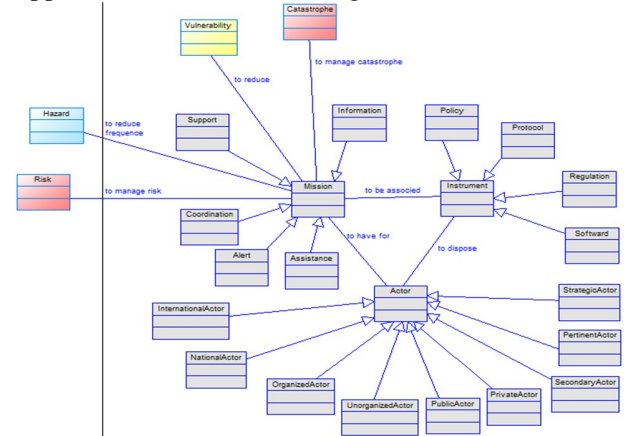 Catastrophe
Vulnerability
to manage catastrophe
to reduce
Hazard
to reduce
frequence
Support
Information
Policy
Protocol
Risk
to manage risk
Mission
to be associed
Instrument
Regulation
Coordination
Softward
Alert
Assistance
to have for
to dispose
Actor
StrategicActor
InternationalActor
PertinentActor
NationalActor
SecondaryActor
OrganizedActor
PrivateActor
UnorganizedActor
PublicActor